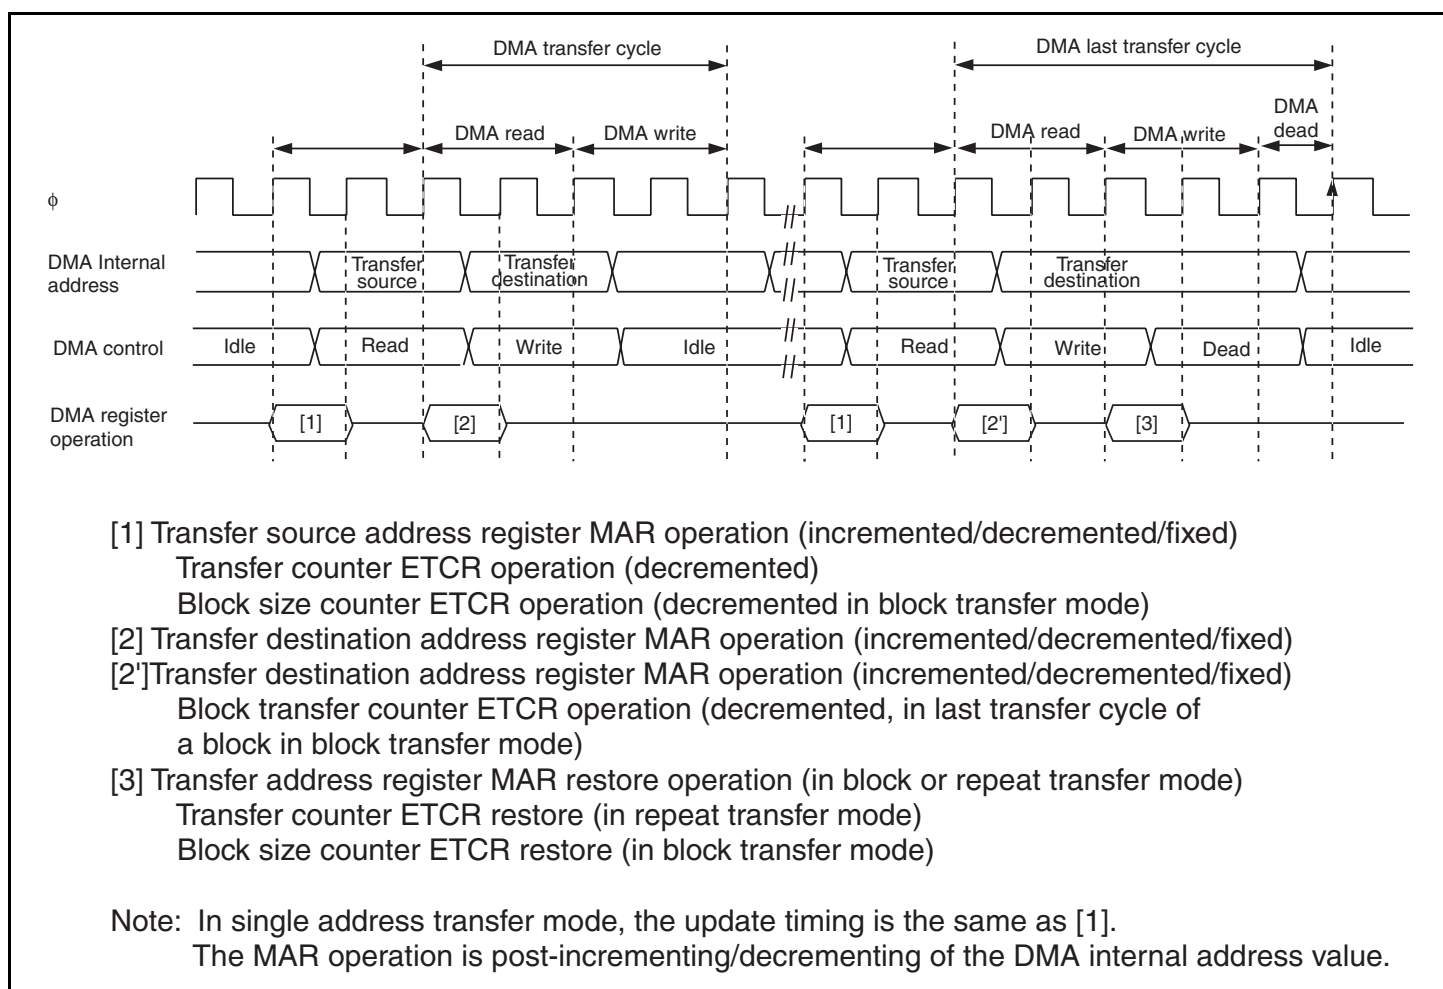 DMA transfer cycle
DMA last transfer cycle
DMA read
DMA write
DMA read
DMA write
DMA
dead
ϕ
DMA Internal
address
Transfer
source
Transfer
destination
Transfer
source
Transfer
destination
DMA control
Idle
Read
Write
Idle
Read
Write
Dead
Idle
DMA register
operation
[1]
[2]
[1]
[2']
[3]
[1] Transfer source address register MAR operation (incremented/decremented/fixed)
Transfer counter ETCR operation (decremented)
Block size counter ETCR operation (decremented in block transfer mode)
[2] Transfer destination address register MAR operation (incremented/decremented/fixed)
[2']Transfer destination address register MAR operation (incremented/decremented/fixed)
Block transfer counter ETCR operation (decremented, in last transfer cycle of
a block in block transfer mode)
[3] Transfer address register MAR restore operation (in block or repeat transfer mode)
Transfer counter ETCR restore (in repeat transfer mode)
Block size counter ETCR restore (in block transfer mode)
Note: In single address transfer mode, the update timing is the same as [1].
The MAR operation is post-incrementing/decrementing of the DMA internal address value.